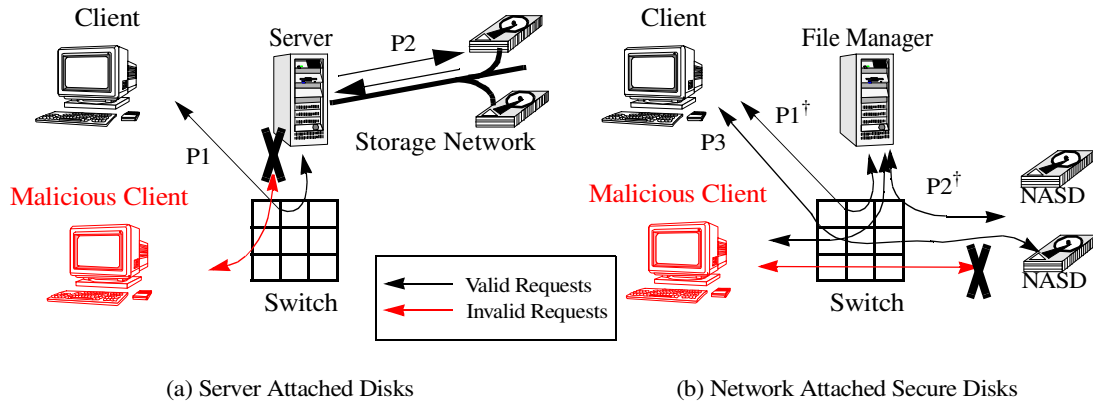 Client
Server
P2
P1
Storage Network
Malicious Client
Switch
Valid Requests
Invalid Requests
(a) Server Attached Disks
Client
File Manager
P1†
P3
P2†
NASD
Malicious Client
NASD
Switch
(b) Network Attached Secure Disks